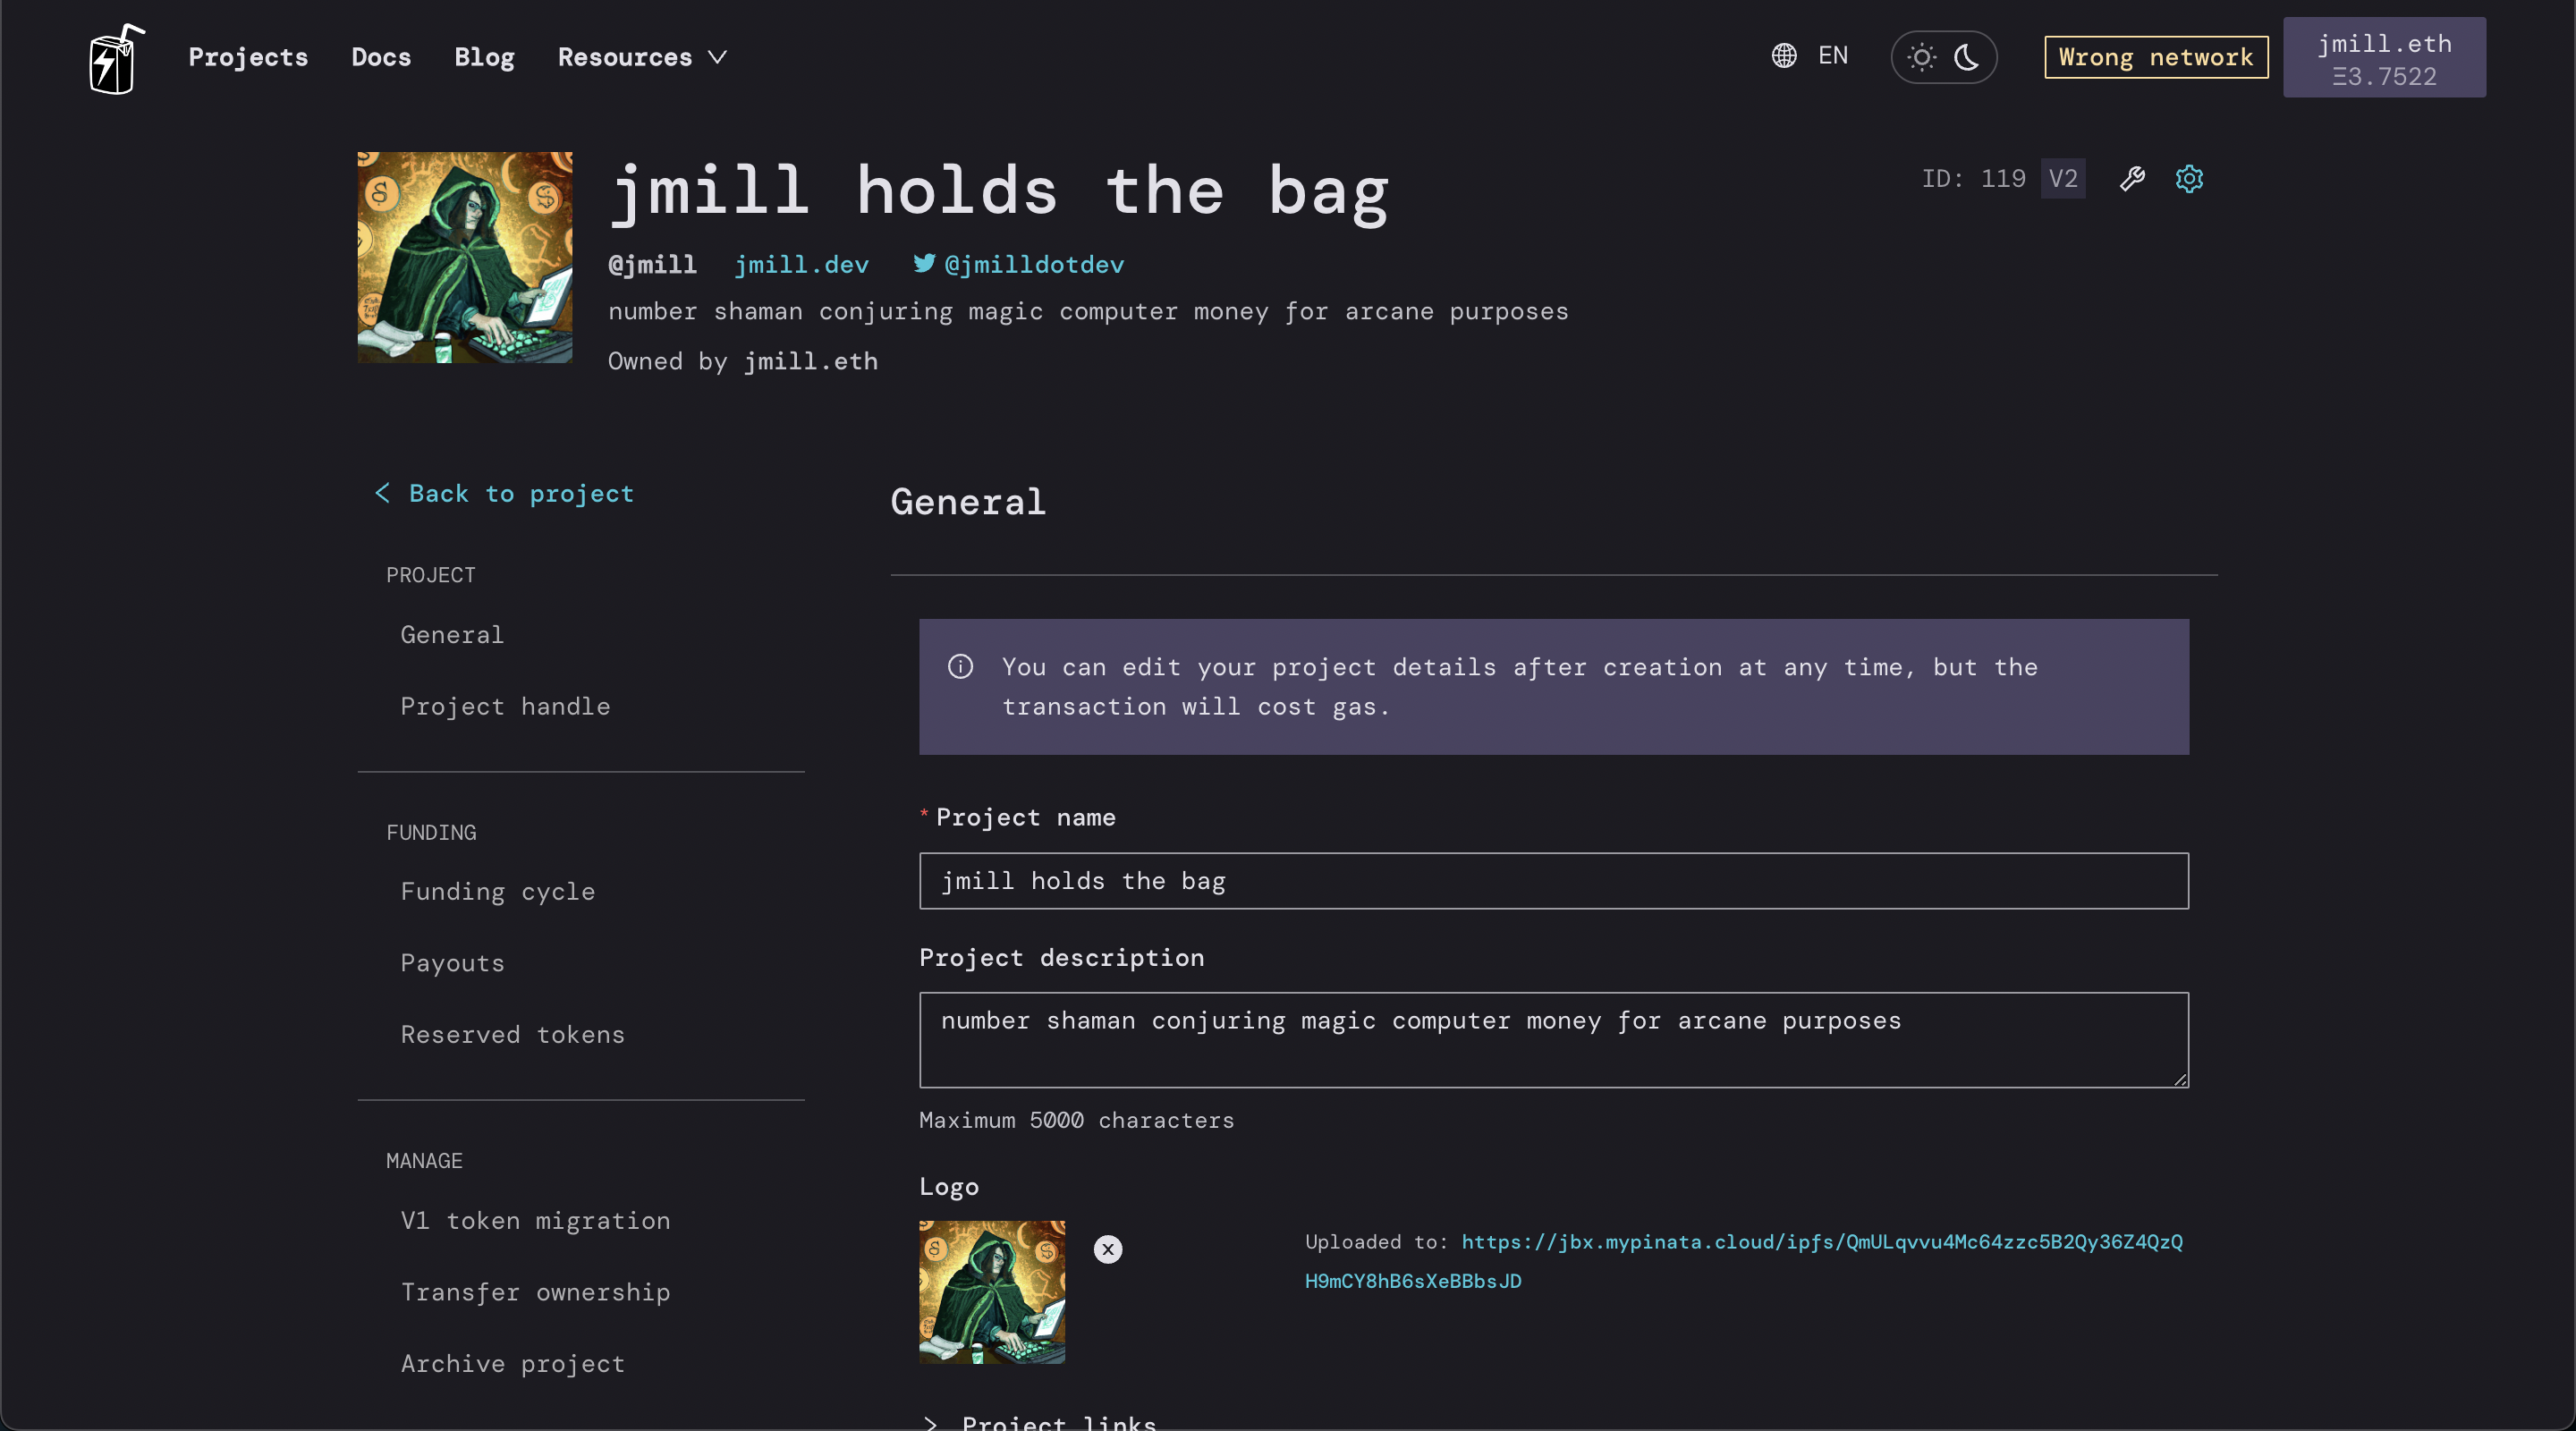 Projects Docs Blog Resources EN Wrong network jmill.eth
Ξ3.7522
jmill holds the bag
ID: 119 V2
@jmill jmill.dev @jmilldotdev
number shaman conjuring magic computer money for arcane purposes
Owned by jmill.eth
Back to project
PROJECT
General
Project handle
FUNDING
Funding cycle
Payouts
Reserved tokens
MANAGE
V1 token migration
Transfer ownership
Archive project
General
You can edit your project details after creation at any time, but the
transaction will cost gas.
* Project name
jmill holds the bag
Project description
number shaman conjuring magic computer money for arcane purposes
Maximum 5000 characters
Logo
x
Uploaded to: https://jbx.mypinata.cloud/ipfs/QmULqvvu4Mc64zzc5B2Qy36Z4QzQ
H9mCY8hB6sXeBBbsJD
Project links